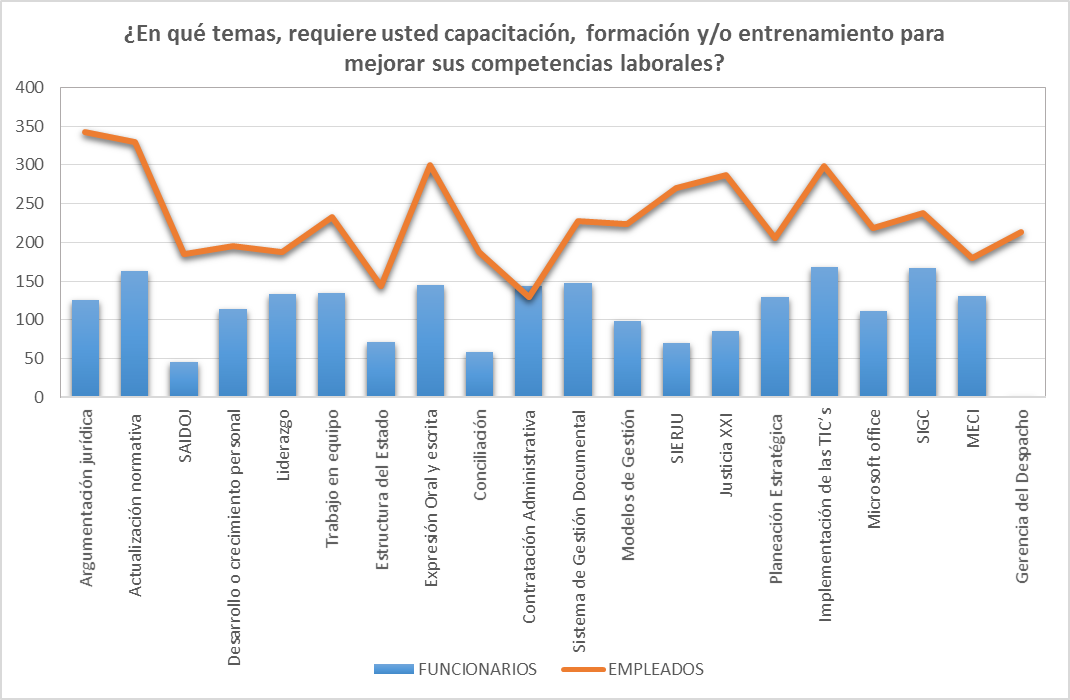 ¿En qué temas, requiere usted capacitación, formación y/o entrenamiento para
mejorar sus competencias laborales?
400
350
300
250
200
150
100
50
0
Argumentación jurídica
Actualización normativa
SAIDOJ
Desarrollo o crecimiento personal
Liderazgo
Trabajo en equipo
Estructura del Estado
Expresión Oral y escrita
Conciliación
Contratación Administrativa
Sistema de Gestión Documental
Modelos de Gestión
SIERJU
Justicia XXI
Planeación Estratégica
Implementación de las TIC´s
Microsoft office
SIGC
MECI
Gerencia del Despacho
FUNCIONARIOS
EMPLEADOS